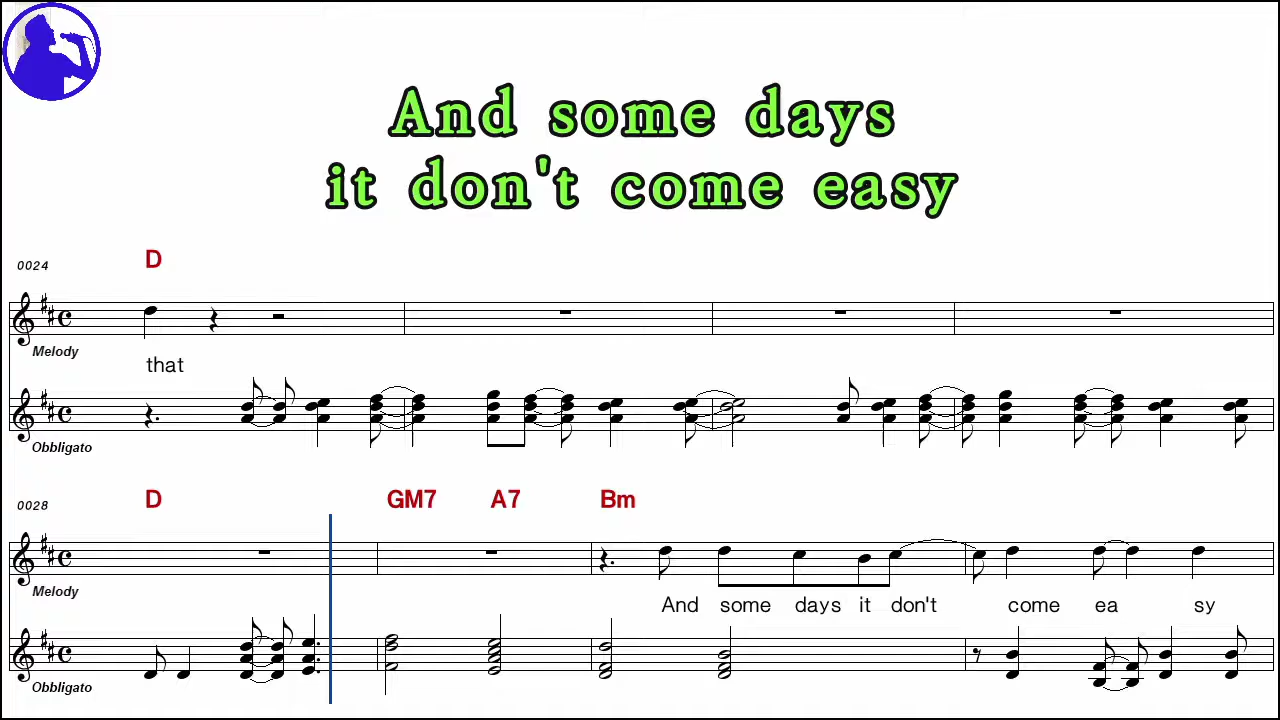 And some days
it don't come easy
0024 D
Melody
that
Obbligato
0028 D GM7 A7 Bm
Melody
And some days it don't come ea sy
Obbligato